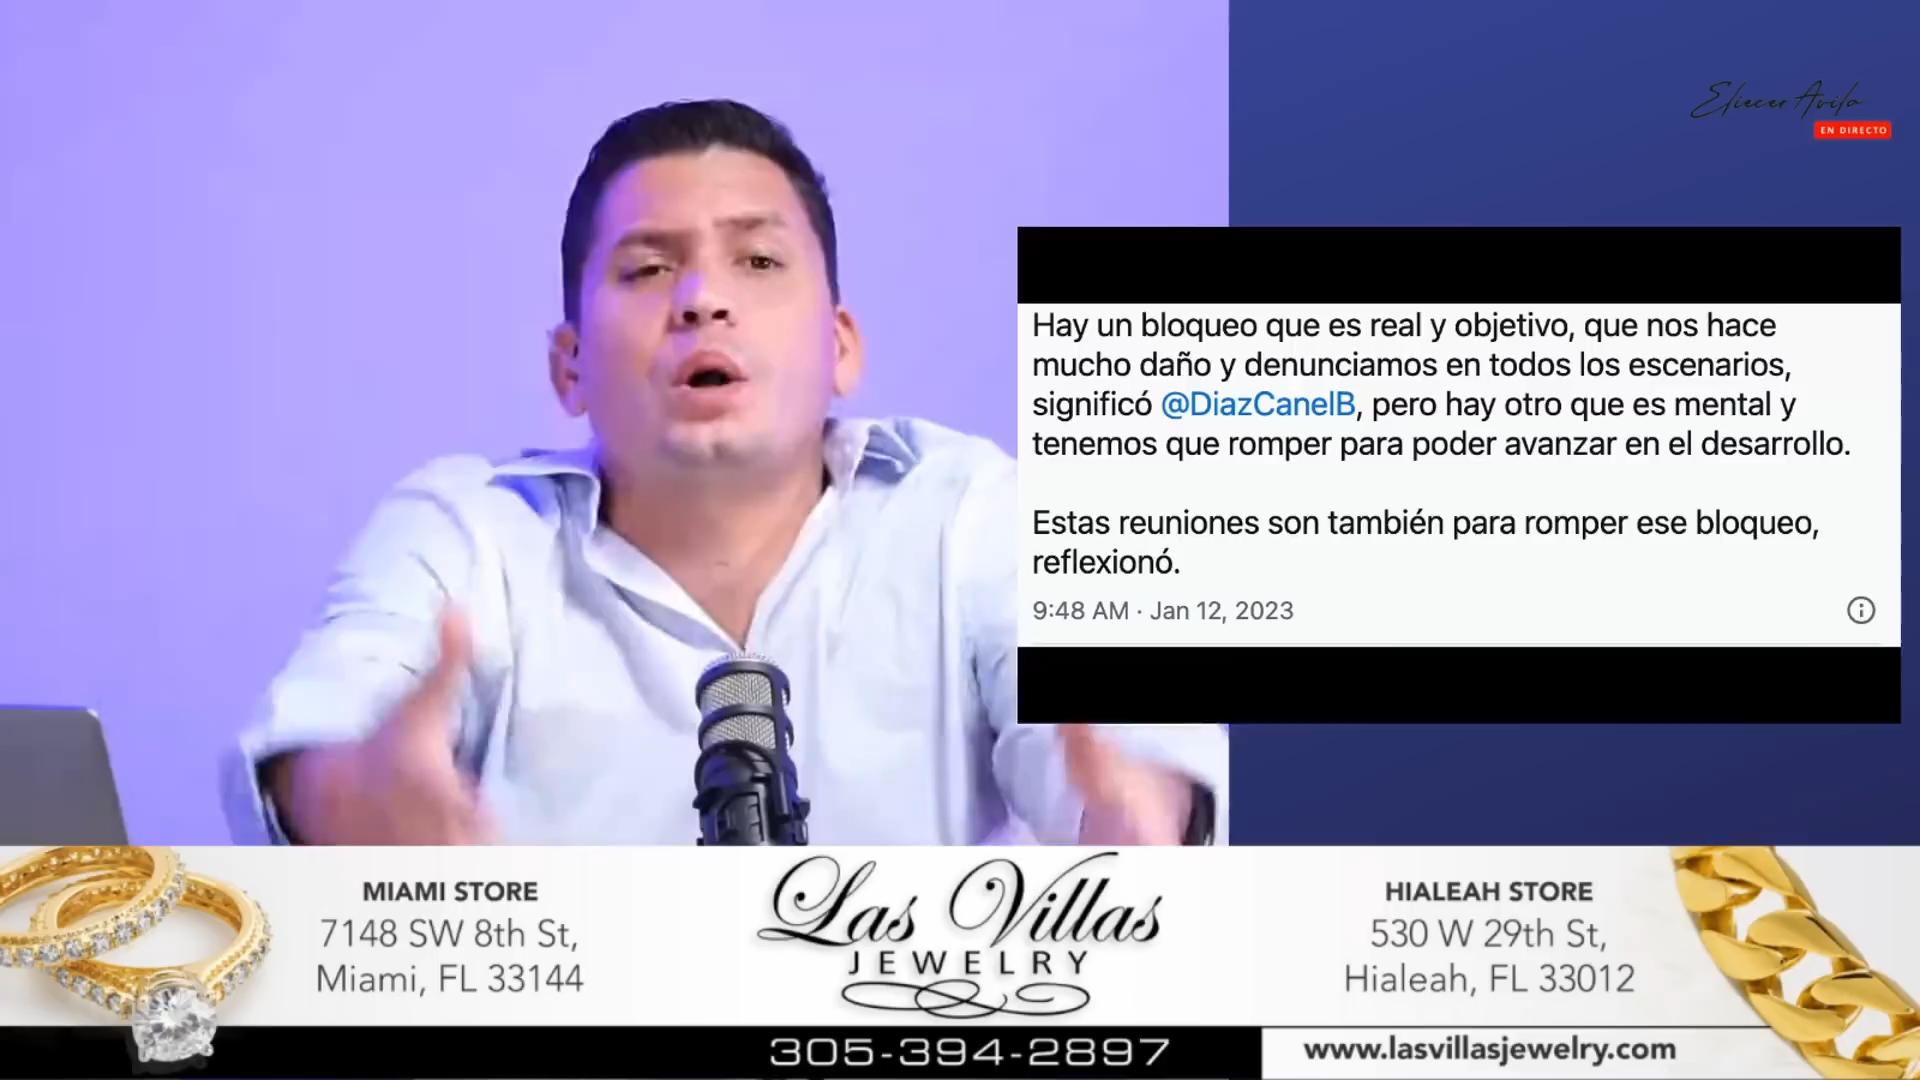 Eliecer Avila
EN DIRECTO
Hay un bloqueo que es real y objetivo, que nos hace
mucho daño y denunciamos en todos los escenarios,
significó @DiazCanelB, pero hay otro que es mental y
tenemos que romper para poder avanzar en el desarrollo.
Estas reuniones son también para romper ese bloqueo,
reflexionó.
9:48 AM · Jan 12, 2023
MIAMI STORE
7148 SW 8th St,
Miami, FL 33144
Las Villas
JEWELRY
HIALEAH STORE
530 W 29th St,
Hialeah, FL 33012
305-394-2897
www.lasvillasjewelry.com